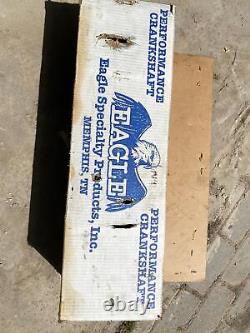 PERFORMANCE
CRANKSHAFT
EAGLE
Eagle Specialty Products, Inc.
MEMPHIS, TN
PERFORMANCE
CRANKSHAFT